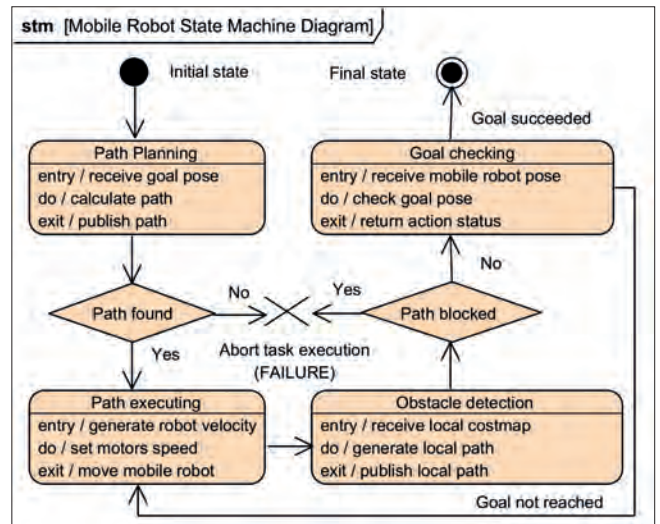 stm [Mobile Robot State Machine Diagram]
Initial state
Final state
Goal succeeded
Path Planning
entry / receive goal pose
do / calculate path
exit / publish path
Goal checking
entry / receive mobile robot pose
do / check goal pose
exit / return action status
No
Path found
No
Yes
Path blocked
Yes
Abort task execution
(FAILURE)
Path executing
entry / generate robot velocity
do / set motors speed
exit / move mobile robot
Obstacle detection
entry / receive local costmap
do / generate local path
exit / publish local path
Goal not reached